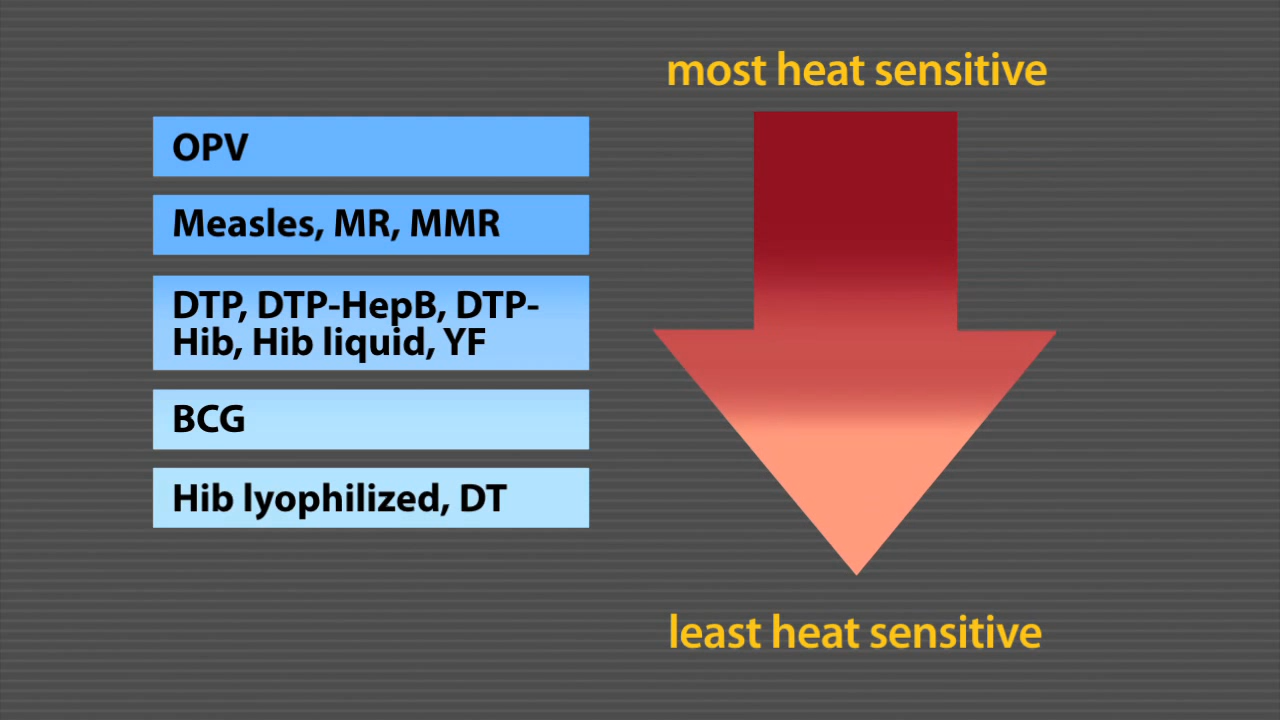 most heat sensitive
OPV
Measles, MR, MMR
DTP, DTP-HepB, DTP-
Hib, Hib liquid, YF
BCG
Hib lyophilized, DT
least heat sensitive